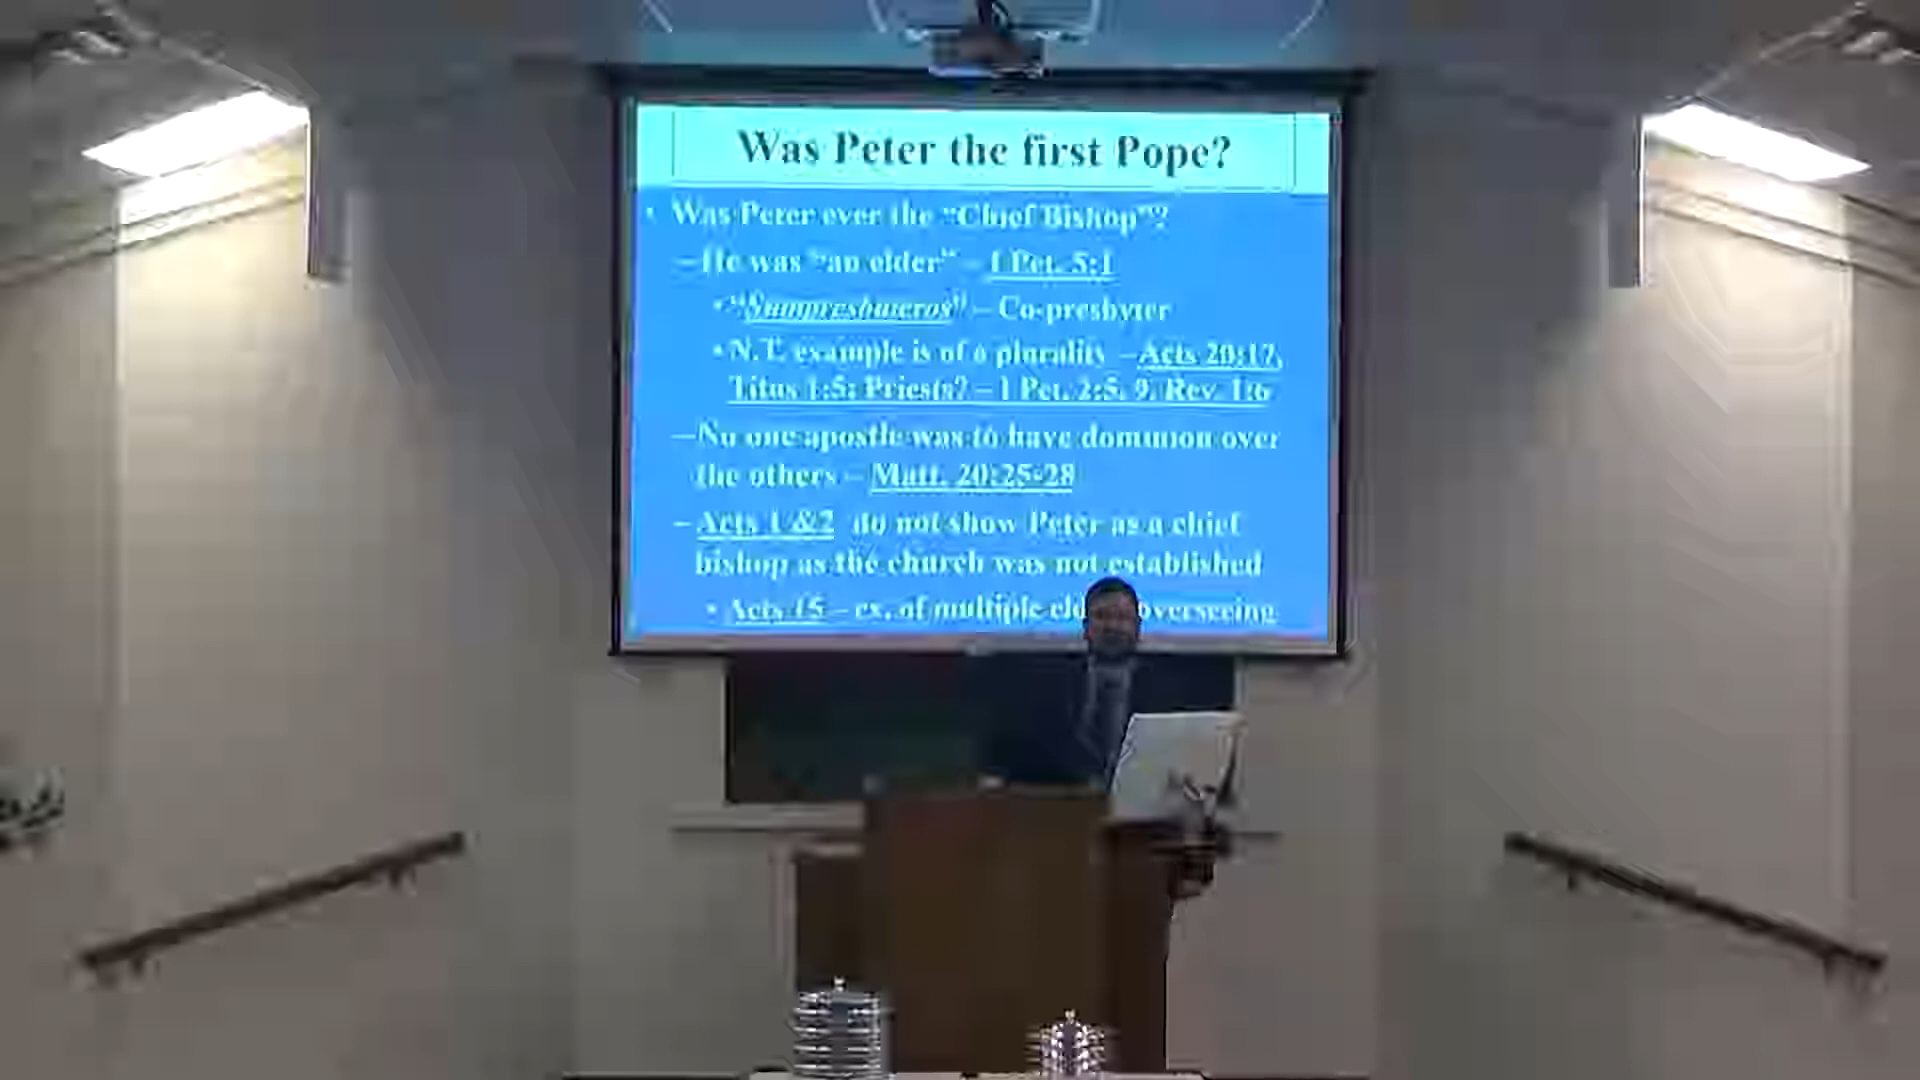 Was Peter the first Pope?
• Was Peter ever the “Chief Bishop”?
– He was “an elder” – 1 Pet. 5:1
• “Sumpresbuteros” – Co-presbyter
• N.T. example is of a plurality – Acts 20:17,
Titus 1:5; Priests? – 1 Pet. 2:5, 9, Rev. 1:6
– No one apostle was to have dominion over
the others – Matt. 20:25-28
– Acts 1 &2 do not show Peter as a chief
bishop as the church was not established
• Acts 15 – ex. of multiple overseeing